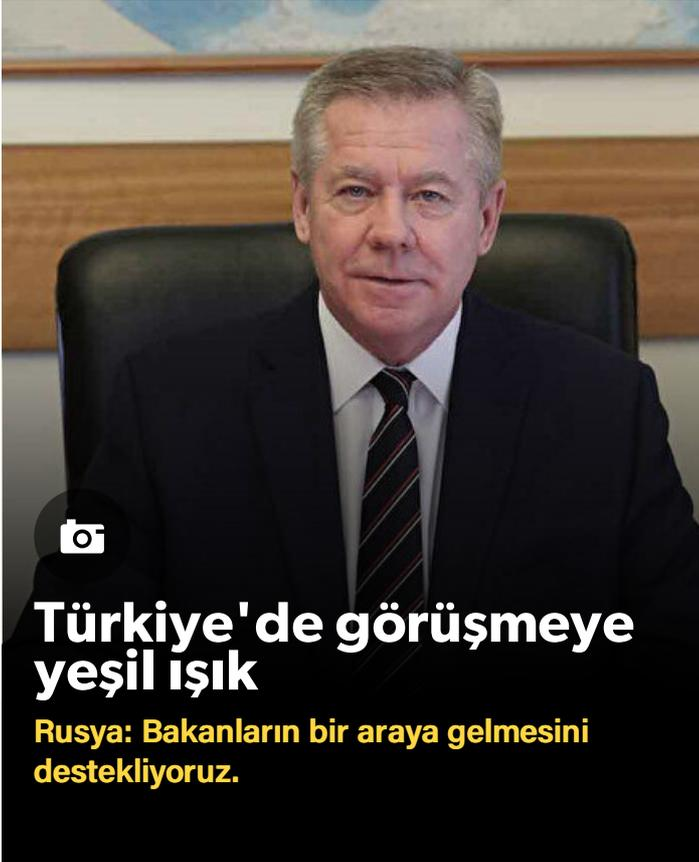 Türkiye'de görüşmeye
yeşil ışık
Rusya: Bakanların bir araya gelmesini
destekliyoruz.